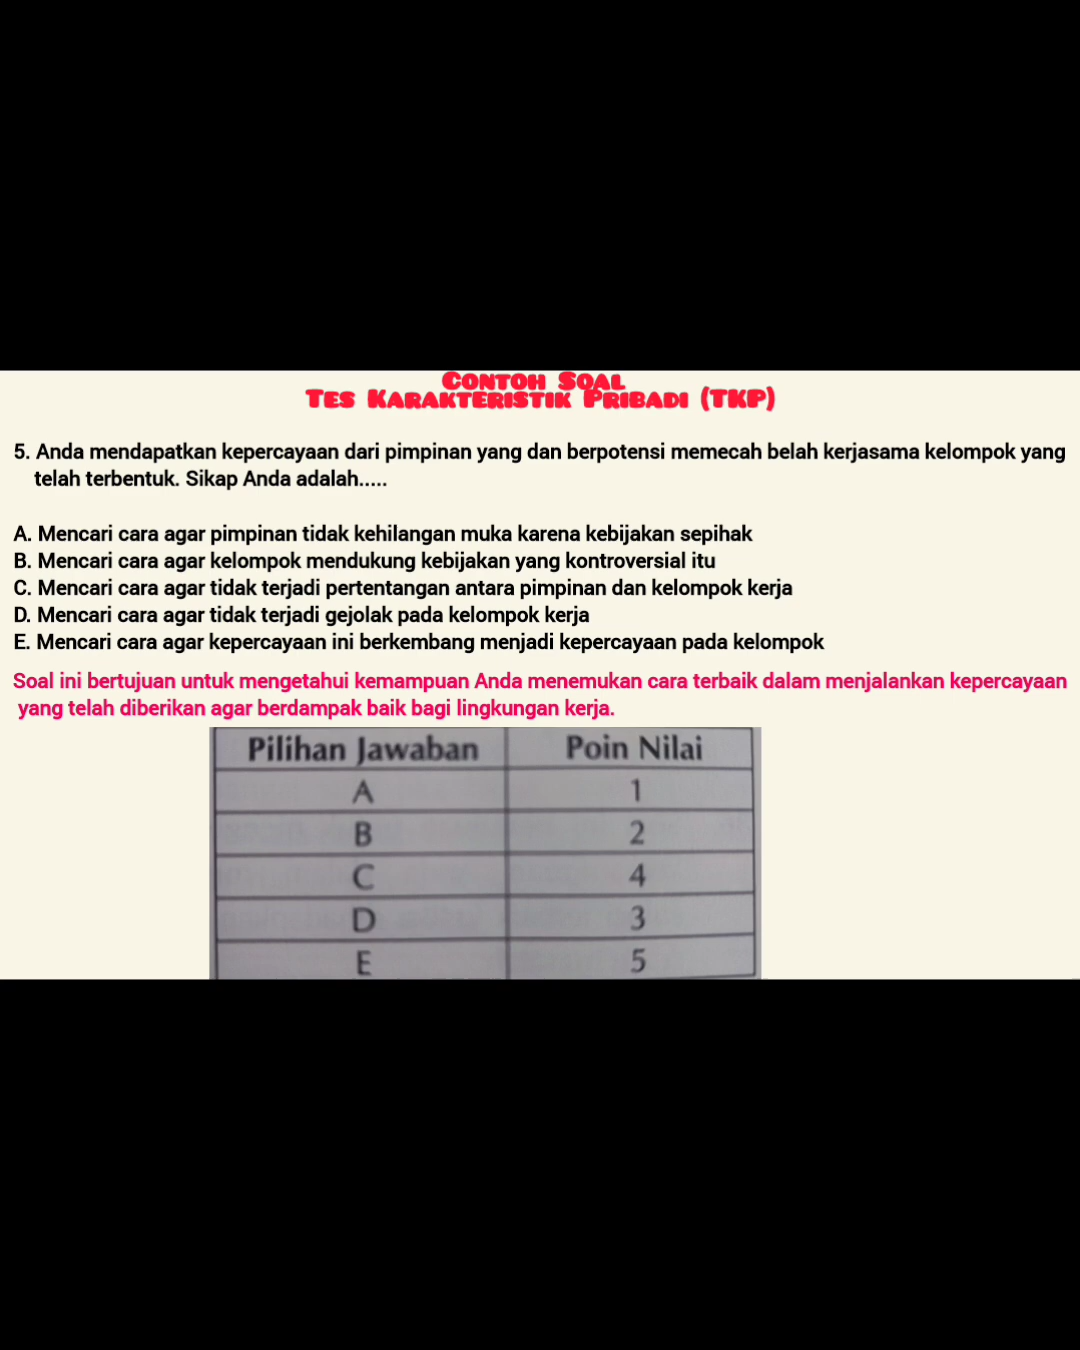 Contoh Soal
Tes Karakteristik Pribadi (TKP)
5. Anda mendapatkan kepercayaan dari pimpinan yang dan berpotensi memecah belah kerjasama kelompok yang
telah terbentuk. Sikap Anda adalah.....
A. Mencari cara agar pimpinan tidak kehilangan muka karena kebijakan sepihak
B. Mencari cara agar kelompok mendukung kebijakan yang kontroversial itu
C. Mencari cara agar tidak terjadi pertentangan antara pimpinan dan kelompok kerja
D. Mencari cara agar tidak terjadi gejolak pada kelompok kerja
E. Mencari cara agar kepercayaan ini berkembang menjadi kepercayaan pada kelompok
Soal ini bertujuan untuk mengetahui kemampuan Anda menemukan cara terbaik dalam menjalankan kepercayaan
yang telah diberikan agar berdampak baik bagi lingkungan kerja.
Pilihan Jawaban Poin Nilai
A 1
B 2
C 4
D 3
E 5